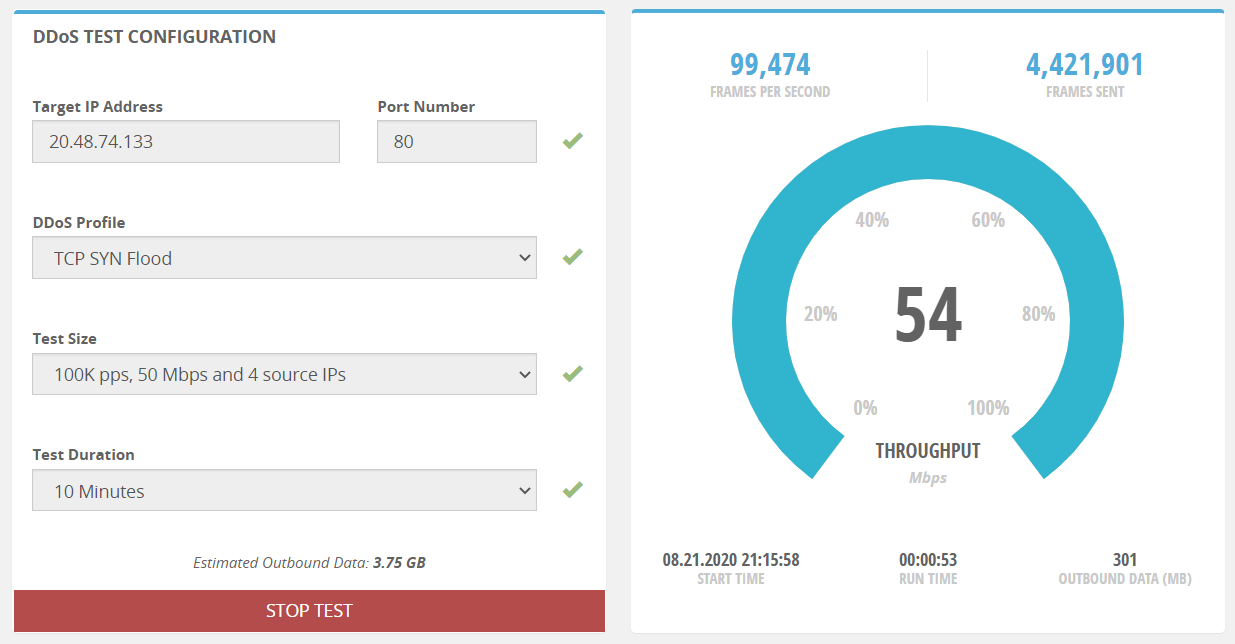 DDoS TEST CONFIGURATION
Target IP Address
Port Number
20.48.74.133
80
DDoS Profile
TCP SYN Flood
Test Size
100K pps, 50 Mbps and 4 source IPs
Test Duration
10 Minutes
Estimated Outbound Data: 3.75 GB
STOP TEST
99,474
FRAMES PER SECOND
4,421,901
FRAMES SENT
40%
60%
20%
54
80%
0%
100%
THROUGHPUT
Mbps
08.21.2020 21:15:58
START TIME
00:00:53
RUN TIME
301
OUTBOUND DATA (MB)